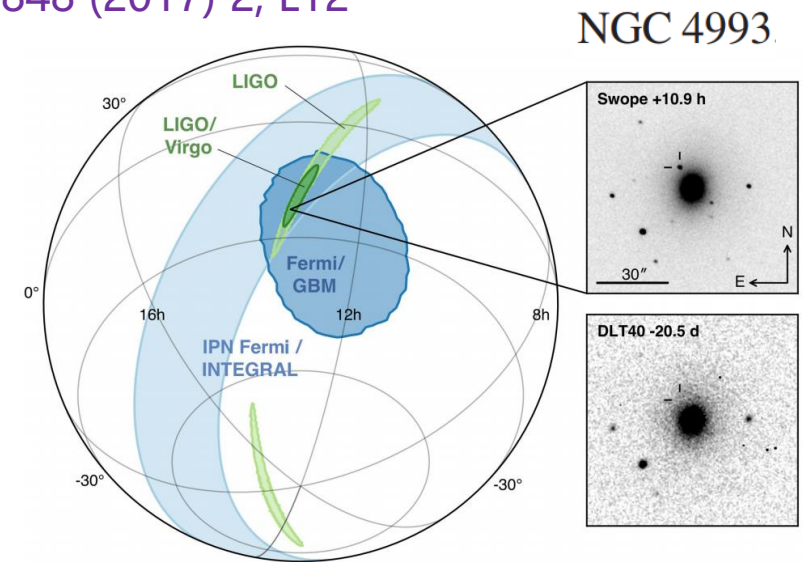 848 (2017) 2, L12
NGC 4993.
LIGO
30°
LIGO/
Virgo
Swope +10.9 h
N
30″
E
Fermi/
GBM
0°
16h
12h
8h
DLT40 -20.5 d
IPN Fermi /
INTEGRAL
-30°
-30°